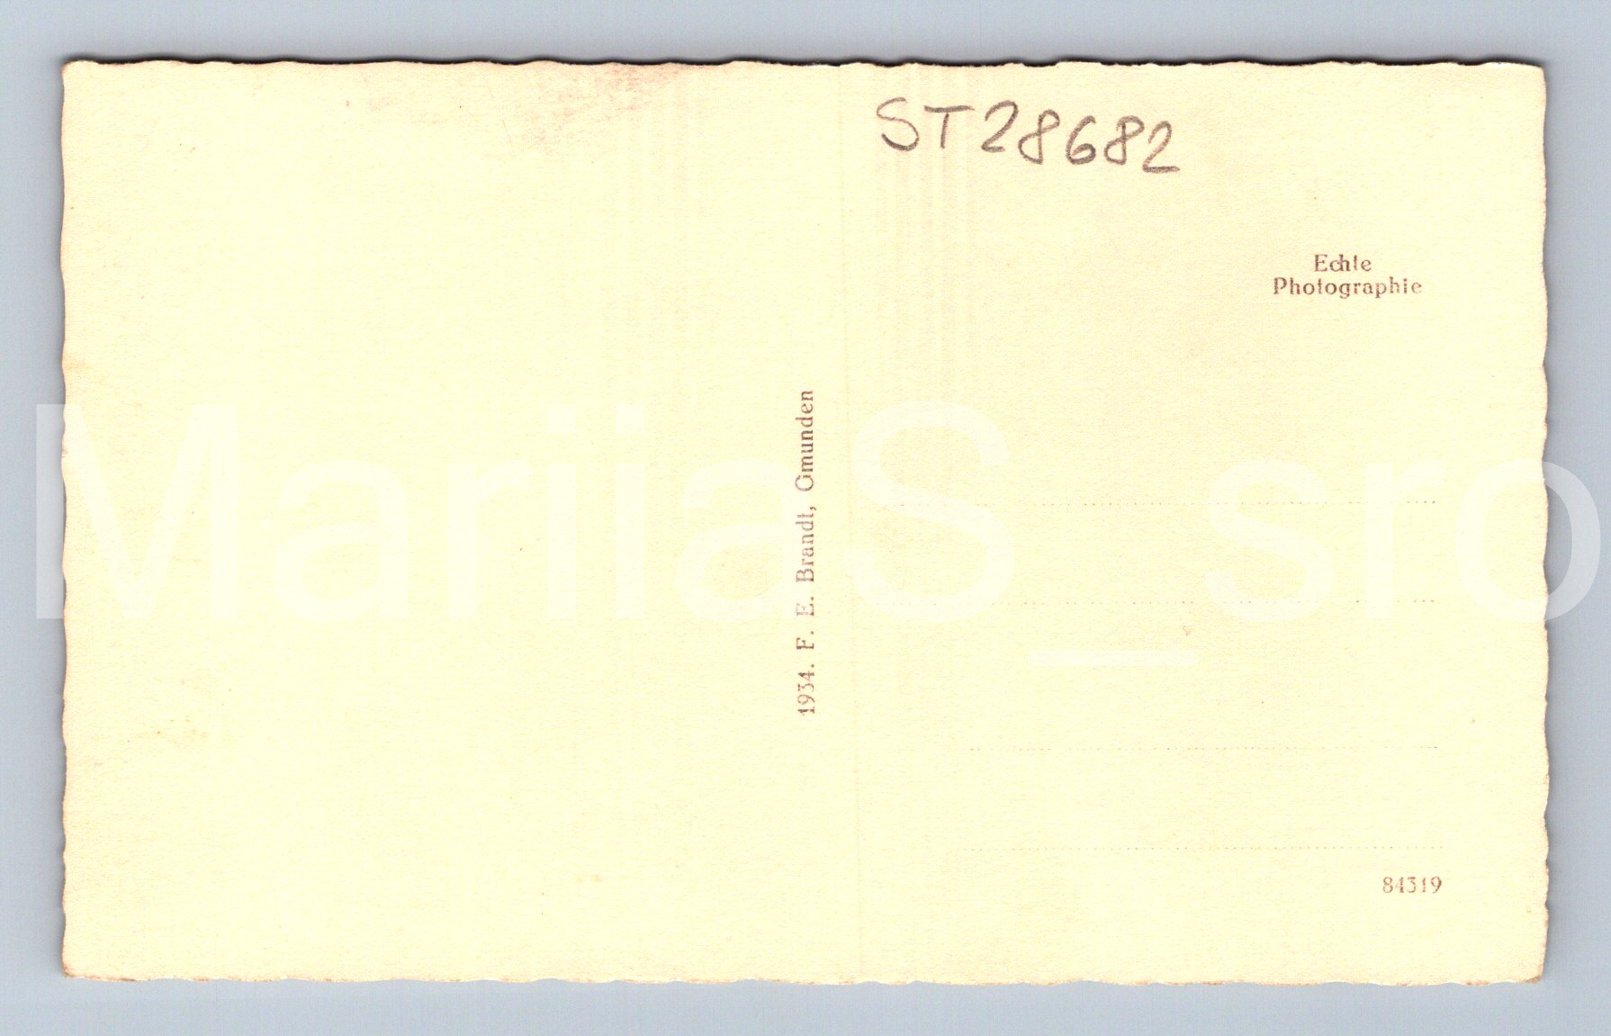 ST28682
Echte
Photographie
1934. F. E. Brandt, Gmunden
84319
MariiaS_sro